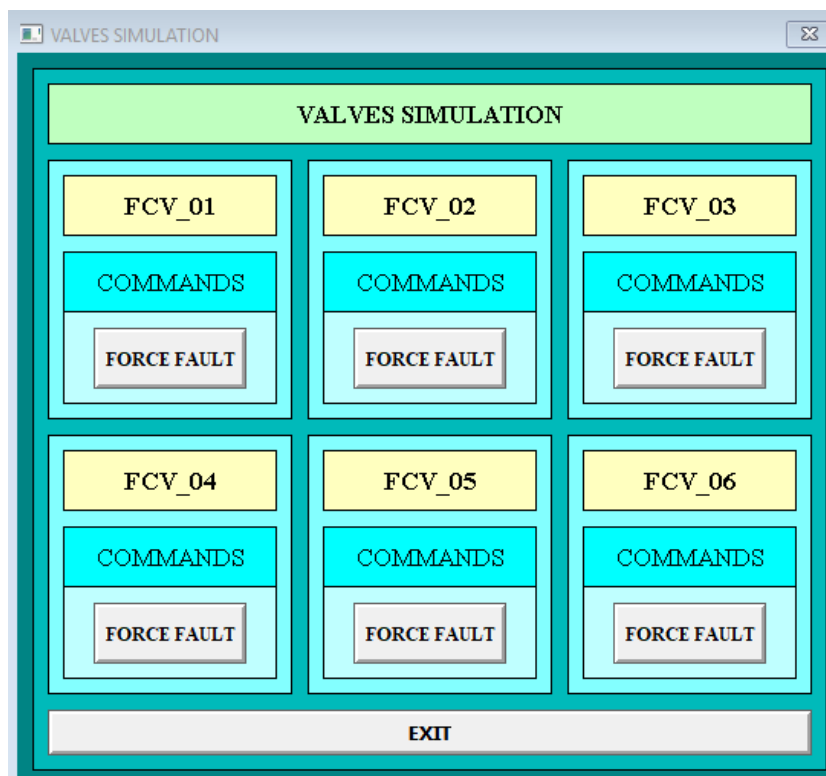 VALVES SIMULATION
VALVES SIMULATION
FCV_01 FCV_02 FCV_03
COMMANDS COMMANDS COMMANDS
FORCE FAULT FORCE FAULT FORCE FAULT
FCV_04 FCV_05 FCV_06
COMMANDS COMMANDS COMMANDS
FORCE FAULT FORCE FAULT FORCE FAULT
EXIT